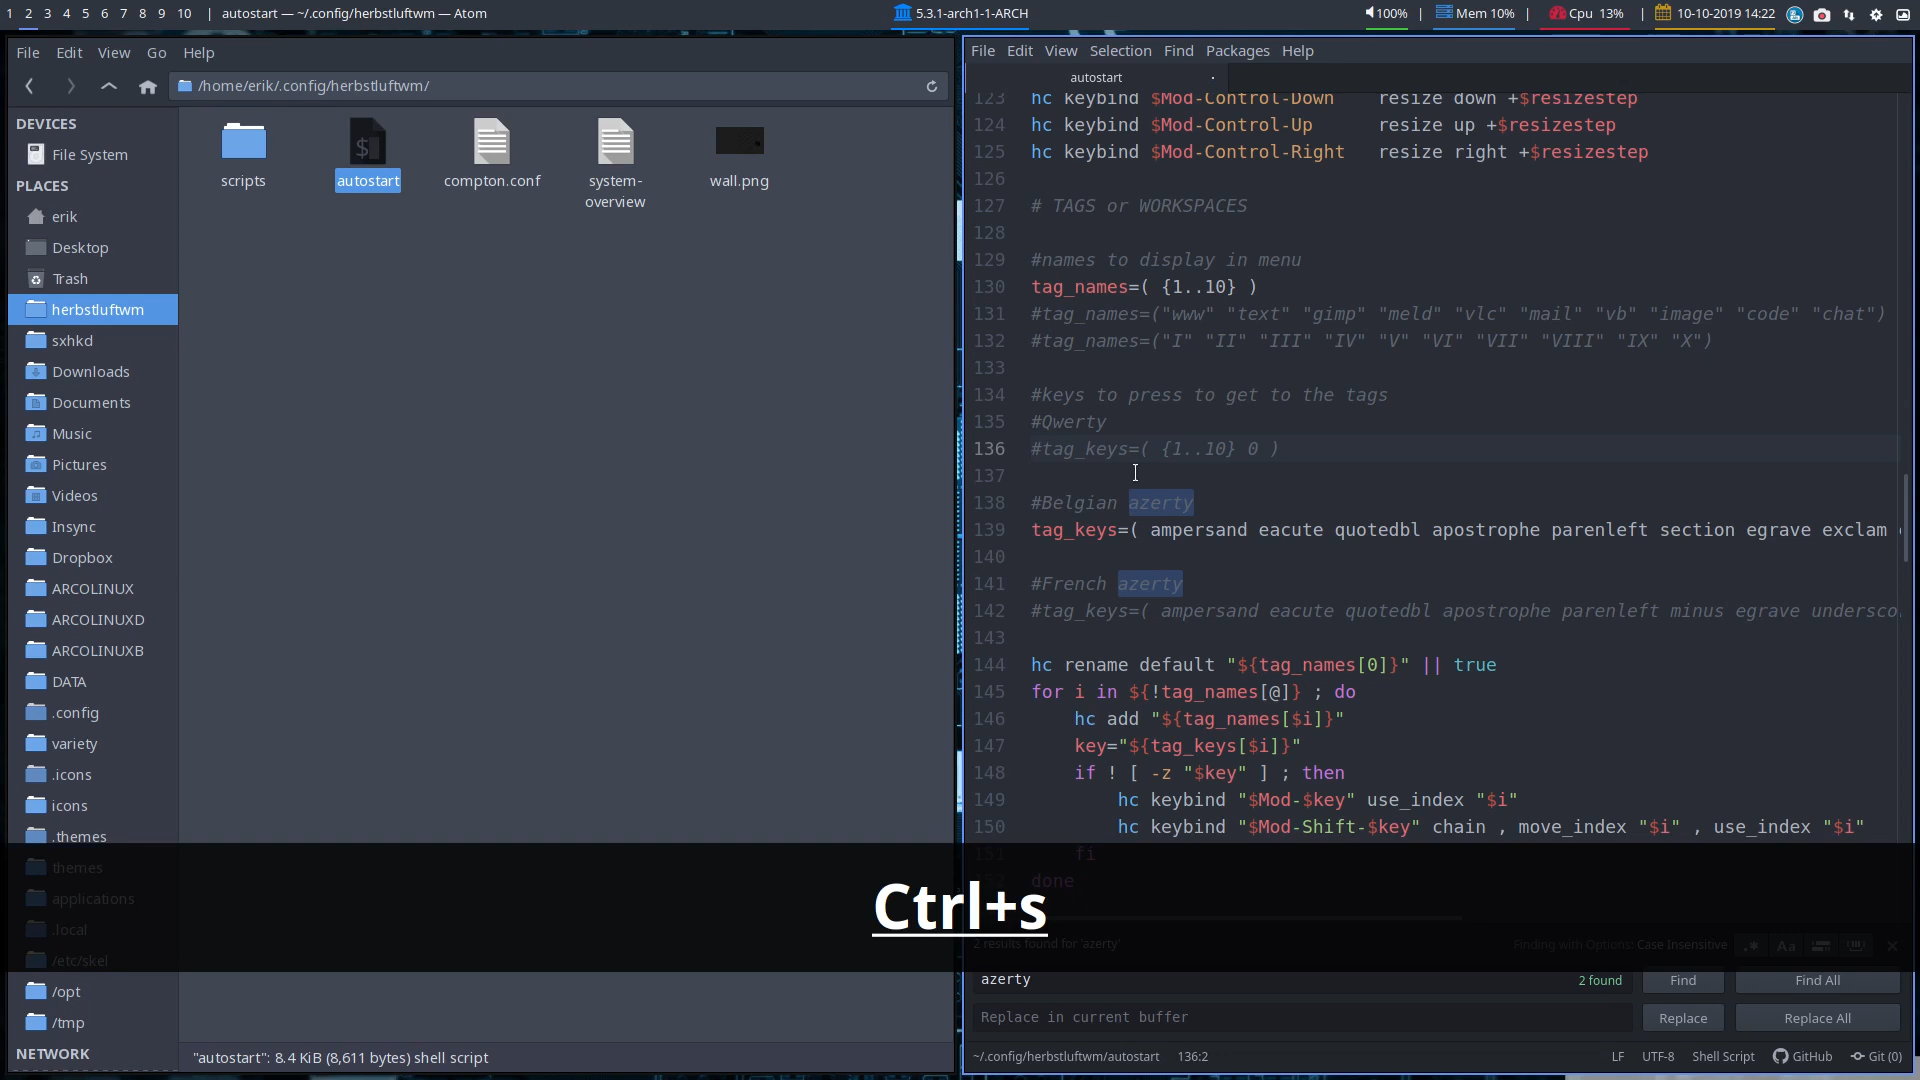 1 2 3 4 5 6 7 8 9 10 | autostart — ~/.config/herbstluftwm — Atom
5.3.1-arch1-1-ARCH
100% | Mem 10% | Cpu 13% | 10-10-2019 14:22
File Edit View Go Help
/home/erik/.config/herbstluftwm/
DEVICES
File System
PLACES
erik
Desktop
Trash
herbstluftwm
sxhkd
Downloads
Documents
Music
Pictures
Videos
Insync
Dropbox
ARCOLINUX
ARCOLINUXD
ARCOLINUXB
DATA
.config
variety
.icons
icons
.themes
themes
applications
.local
/etc/skel
/opt
/tmp
NETWORK
scripts
autostart
compton.conf
system-
overview
wall.png
"autostart": 8.4 KiB (8,611 bytes) shell script
File Edit View Selection Find Packages Help
autostart
123 hc keybind $Mod-Control-Down resize down +$resizestep
124 hc keybind $Mod-Control-Up resize up +$resizestep
125 hc keybind $Mod-Control-Right resize right +$resizestep
126
127 # TAGS or WORKSPACES
128
129 #names to display in menu
130 tag_names=( {1..10} )
131 #tag_names=("www" "text" "gimp" "meld" "vlc" "mail" "vb" "image" "code" "chat")
132 #tag_names=("I" "II" "III" "IV" "V" "VI" "VII" "VIII" "IX" "X")
133
134 #keys to press to get to the tags
135 #Qwerty
136 #tag_keys=( {1..10} 0 )
137
138 #Belgian azerty
139 tag_keys=( ampersand eacute quotedbl apostrophe parenleft section egrave exclam
140
141 #French azerty
142 #tag_keys=( ampersand eacute quotedbl apostrophe parenleft minus egrave undersco
143
144 hc rename default "${tag_names[0]}" || true
145 for i in ${!tag_names[@]} ; do
146 hc add "${tag_names[$i]}"
147 key="${tag_keys[$i]}"
148 if ! [ -z "$key" ] ; then
149 hc keybind "$Mod-$key" use_index "$i"
150 hc keybind "$Mod-Shift-$key" chain , move_index "$i" , use_index "$i"
151 fi
done
Ctrl+s
2 results found for 'azerty' Finding with Options: Case Insensitive .* Aa
azerty 2 found Find Find All
Replace in current buffer Replace Replace All
~/.config/herbstluftwm/autostart 136:2 LF UTF-8 Shell Script GitHub Git (0)